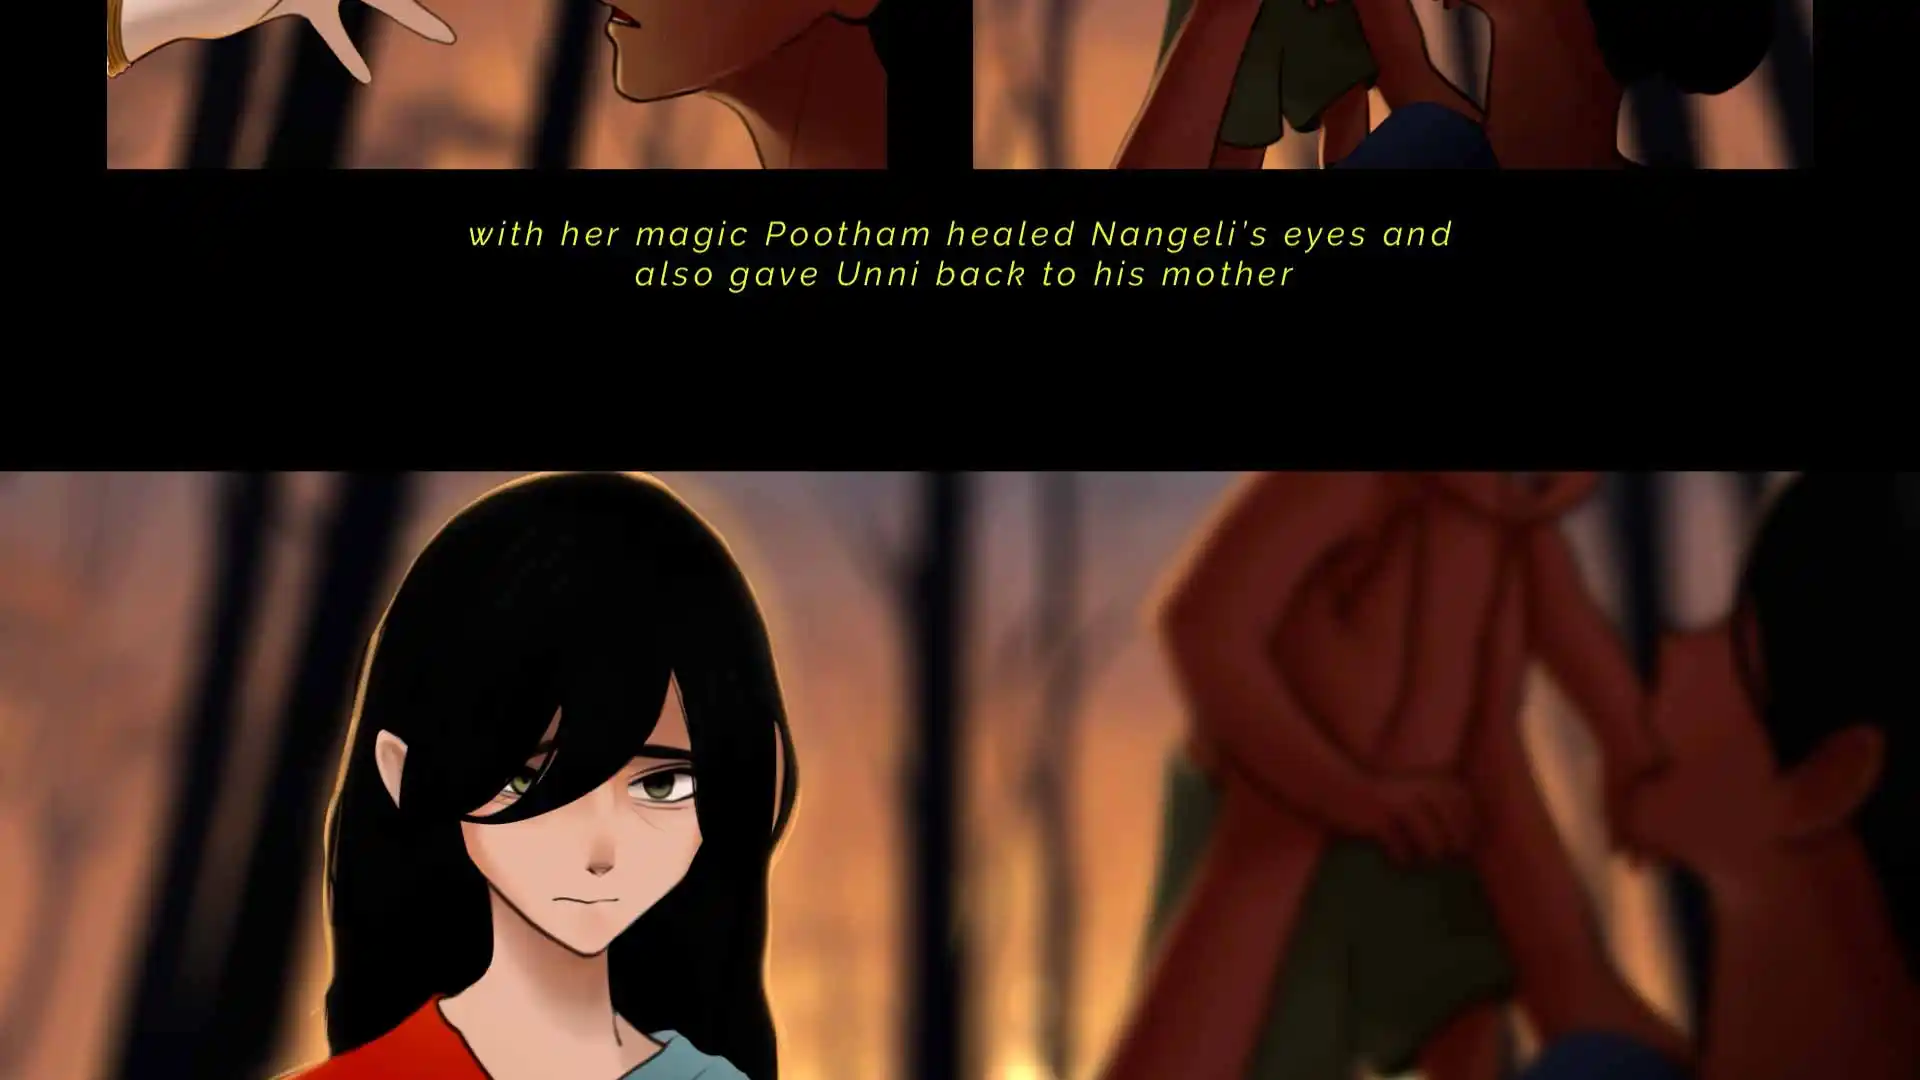 with her magic Pootham healed Nangeli's eyes and
also gave Unni back to his mother